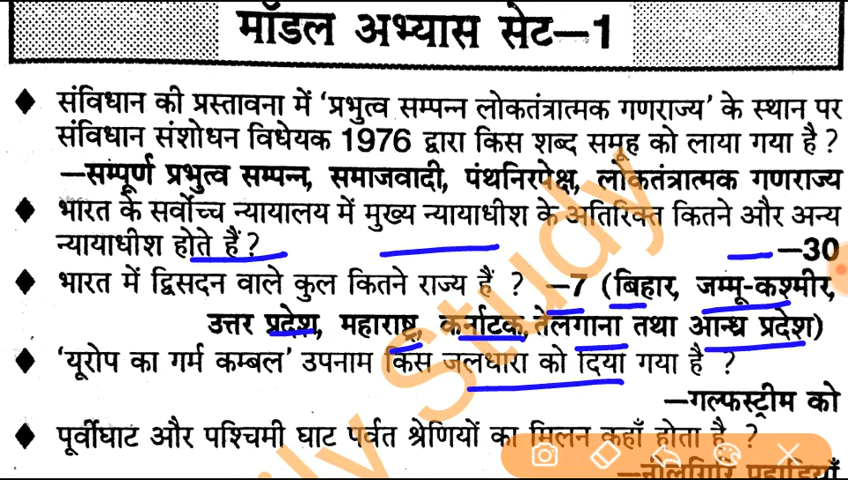 मॉडल अभ्यास सेट—1
♦ संविधान की प्रस्तावना में 'प्रभुत्व सम्पन्न लोकतंत्रात्मक गणराज्य' के स्थान पर
संविधान संशोधन विधेयक 1976 द्वारा किस शब्द समूह को लाया गया है ?
—सम्पूर्ण प्रभुत्व सम्पन्न, समाजवादी, पंथनिरपेक्ष, लोकतंत्रात्मक गणराज्य
♦ भारत के सर्वोच्च न्यायालय में मुख्य न्यायाधीश के अतिरिक्त कितने और अन्य
न्यायाधीश होते हैं ? —30
♦ भारत में द्विसदन वाले कुल कितने राज्य हैं ? —7 (बिहार, जम्मू-कश्मीर,
उत्तर प्रदेश, महाराष्ट्र, कर्नाटक, तेलगाना तथा आन्ध्र प्रदेश)
♦ 'यूरोप का गर्म कम्बल' उपनाम किस जलधारा को दिया गया है ?
—गल्फस्ट्रीम को
♦ पूर्वीघाट और पश्चिमी घाट पर्वत श्रेणियों का मिलन कहाँ होता है ?
—नीलगिरि पहाड़ियाँ
Study